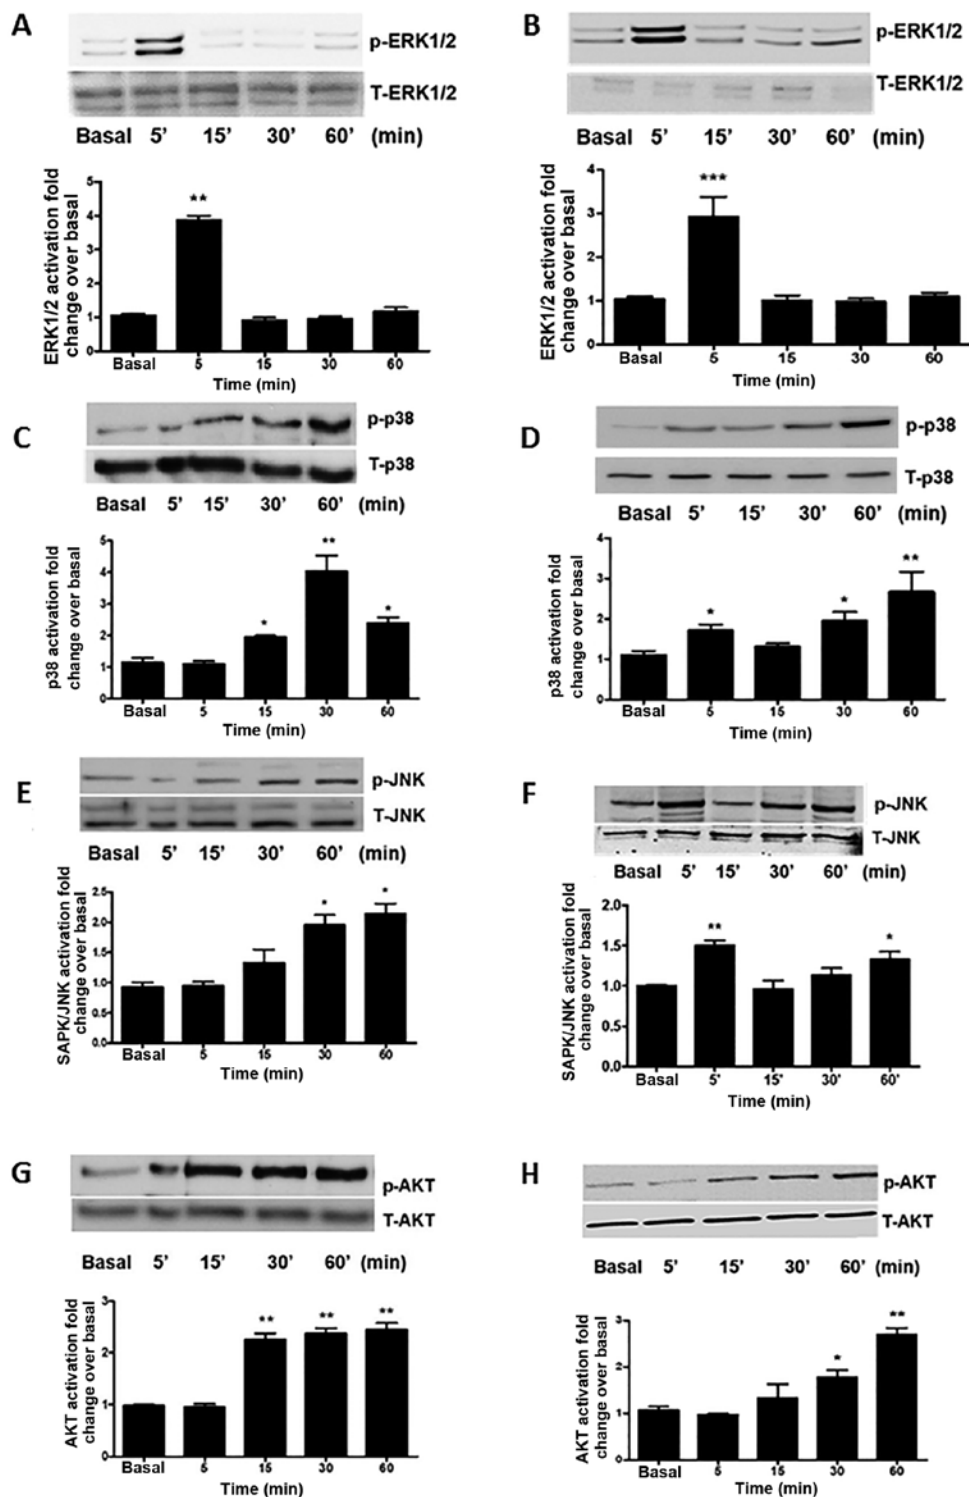 A
p-ERK1/2
T-ERK1/2
Basal 5’ 15’ 30’ 60’ (min)
ERK1/2 activation fold
change over basal
5
4
3
2
1
0
**
Basal 5 15 30 60
Time (min)
B
p-ERK1/2
T-ERK1/2
Basal 5’ 15’ 30’ 60’ (min)
ERK1/2 activation fold
change over basal
4
3
2
1
0
***
Basal 5 15 30 60
Time (min)
C
p-p38
T-p38
Basal 5’ 15’ 30’ 60’ (min)
p38 activation fold
change over basal
5
4
3
2
1
0
* ** *
Basal 5 15 30 60
Time (min)
D
p-p38
T-p38
Basal 5’ 15’ 30’ 60’ (min)
p38 activation fold
change over basal
4
3
2
1
0
* * **
Basal 5 15 30 60
Time (min)
E
p-JNK
T-JNK
Basal 5’ 15’ 30’ 60’ (min)
SAPK/JNK activation fold
change over basal
2.5
2.0
1.5
1.0
0.5
0.0
* *
Basal 5 15 30 60
Time (min)
F
p-JNK
T-JNK
Basal 5’ 15’ 30’ 60’ (min)
SAPK/JNK activation fold
change over basal
2.0
1.5
1.0
0.5
0.0
** *
Basal 5' 15' 30' 60'
Time (min)
G
p-AKT
T-AKT
Basal 5’ 15’ 30’ 60’ (min)
AKT activation fold
change over basal
3
2
1
0
** ** **
Basal 5 15 30 60
Time (min)
H
p-AKT
T-AKT
Basal 5’ 15’ 30’ 60’ (min)
AKT activation fold
change over basal
3
2
1
0
* **
Basal 5 15 30 60
Time (min)